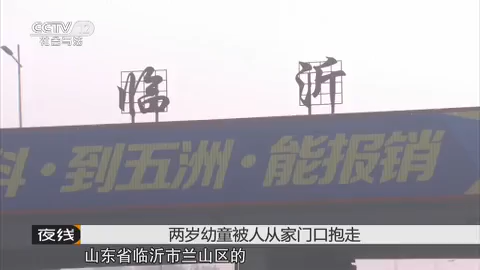 CCTV 12
社会与法
临沂
科·到五洲·能报销
夜线
两岁幼童被人从家门口抱走
山东省临沂市兰山区的